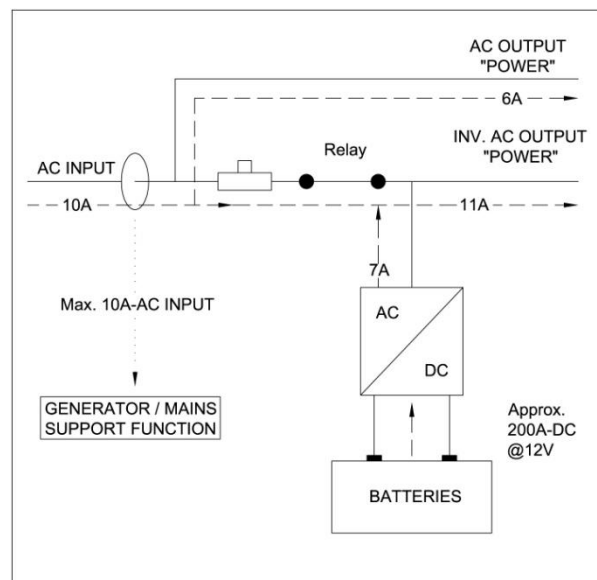 AC OUTPUT
"POWER"
6A
Relay
INV. AC OUTPUT
"POWER"
AC INPUT
10A
11A
7A
Max. 10A-AC INPUT
AC
DC
GENERATOR / MAINS
SUPPORT FUNCTION
Approx.
200A-DC
@12V
BATTERIES